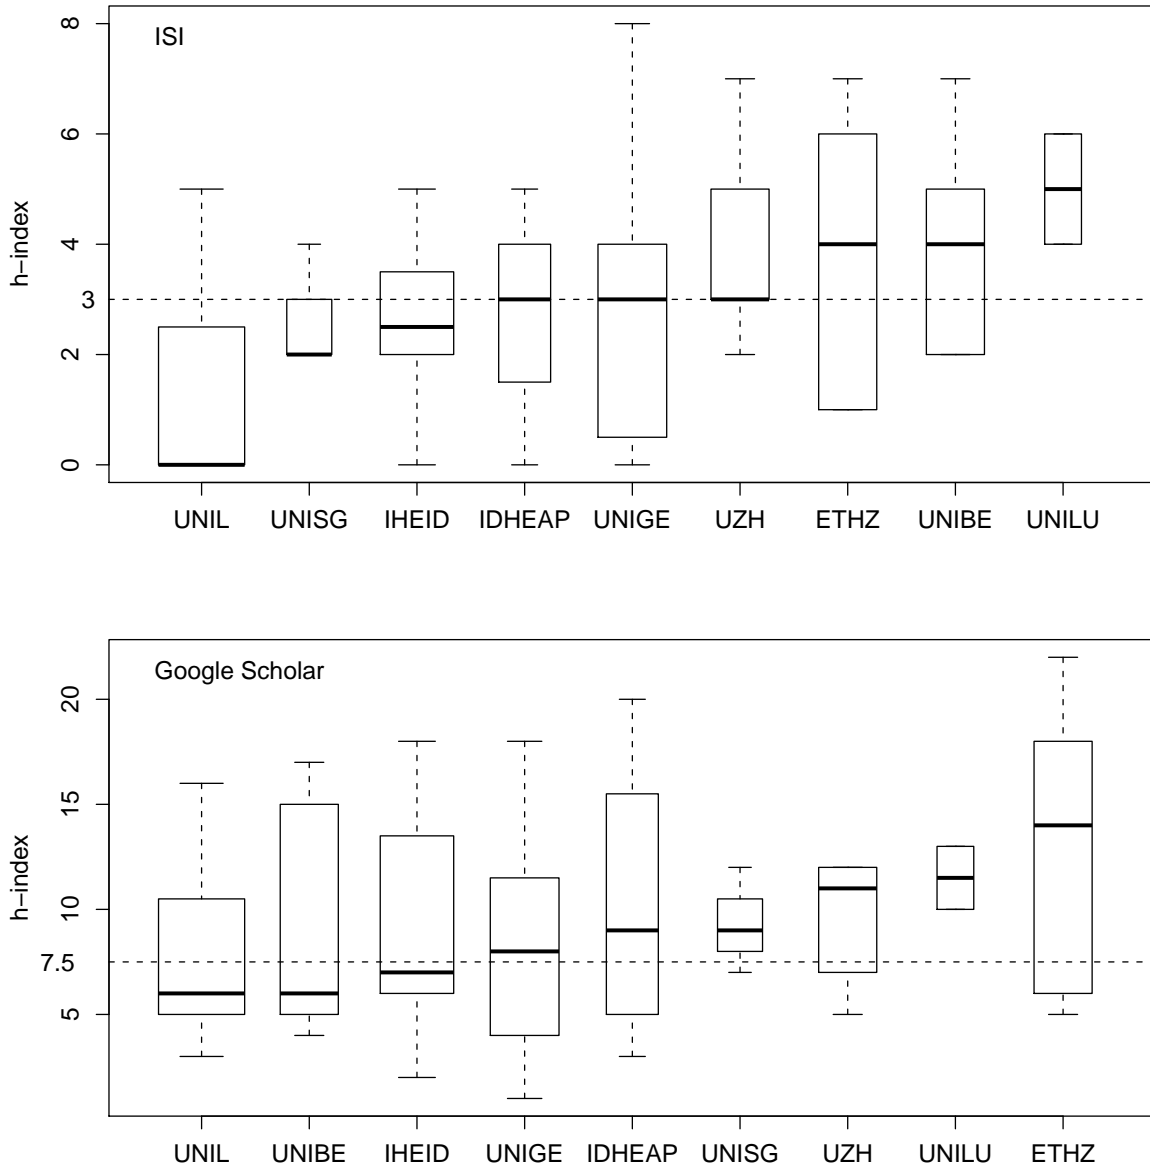 ISI
h−index
8
6
4
3
2
0
UNIL UNISG IHEID IDHEAP UNIGE UZH ETHZ UNIBE UNILU
Google Scholar
h−index
20
15
10
7.5
5
UNIL UNIBE IHEID UNIGE IDHEAP UNISG UZH UNILU ETHZ